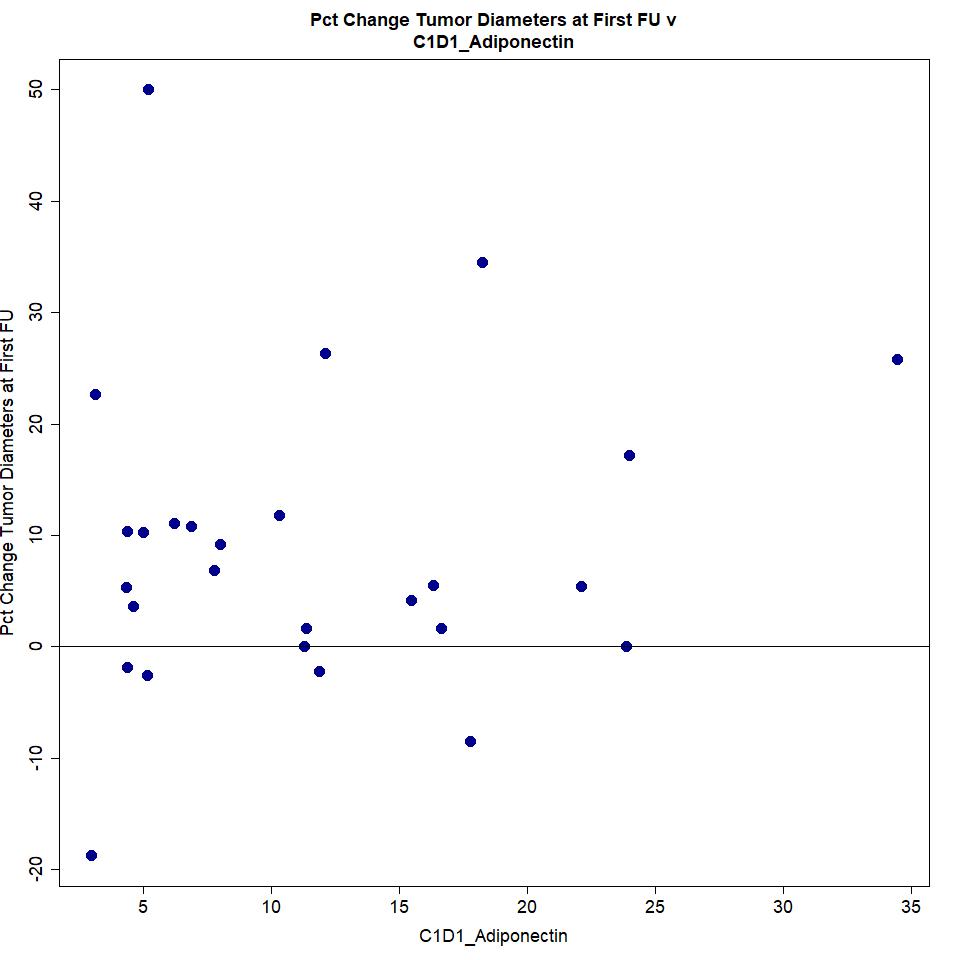 Pct Change Tumor Diameters at First FU v
C1D1_Adiponectin
Pct Change Tumor Diameters at First FU
50
40
30
20
10
0
-10
-20
5 10 15 20 25 30 35
C1D1_Adiponectin